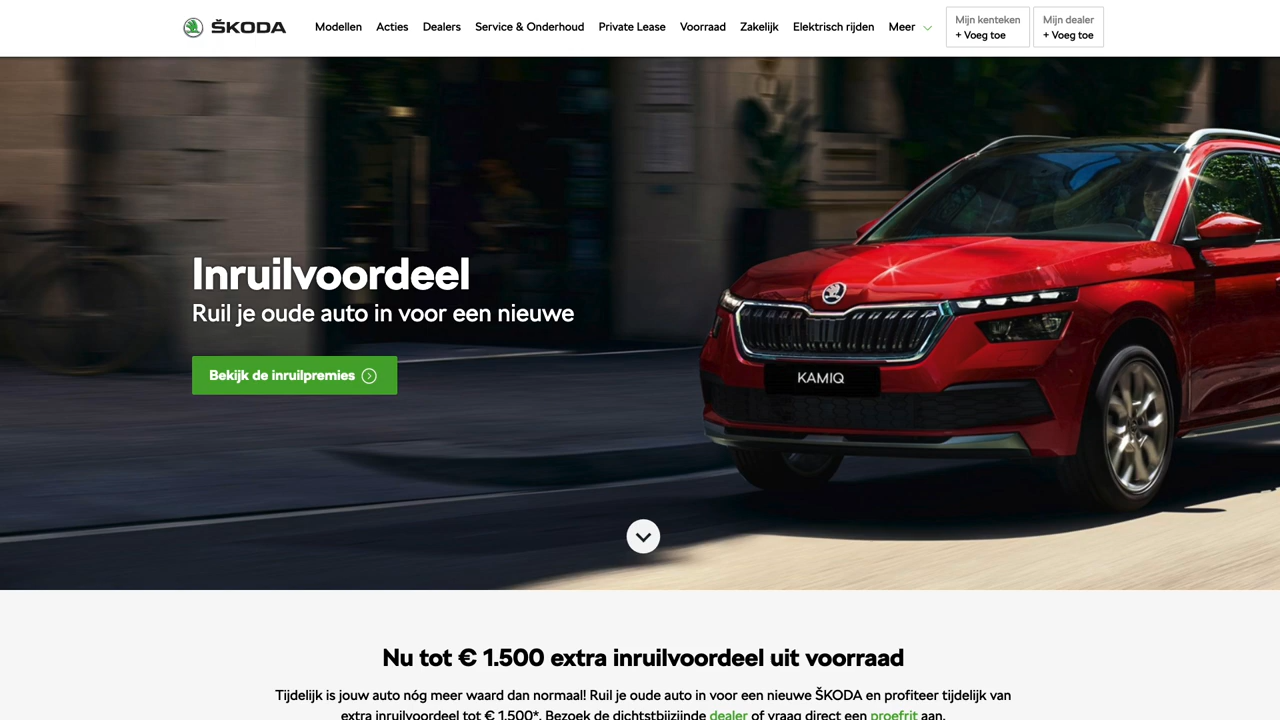 ŠKODA
Modellen Acties Dealers Service & Onderhoud Private Lease Voorraad Zakelijk Elektrisch rijden Meer
Mijn kenteken
+ Voeg toe
Mijn dealer
+ Voeg toe
Inruilvoordeel
Ruil je oude auto in voor een nieuwe
Bekijk de inruilpremies
KAMIQ
Nu tot € 1.500 extra inruilvoordeel uit voorraad
Tijdelijk is jouw auto nóg meer waard dan normaal! Ruil je oude auto in voor een nieuwe ŠKODA en profiteer tijdelijk van
extra inruilvoordeel tot € 1.500*. Bezoek de dichtstbijzijnde dealer of vraag direct een proefrit aan.